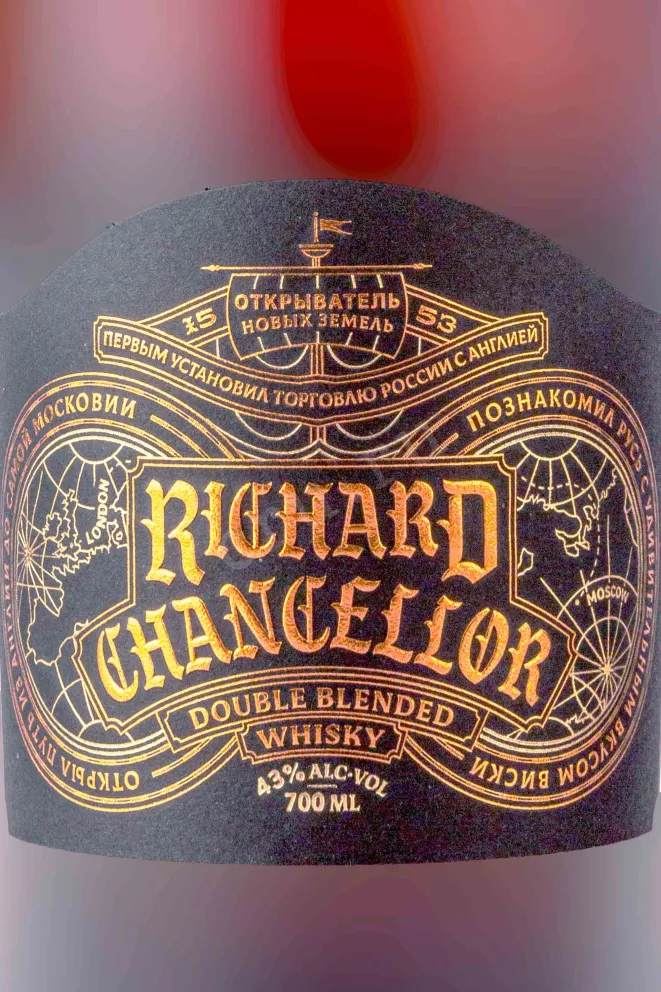 ОТКРЫВАТЕЛЬ
НОВЫХ ЗЕМЕЛЬ
15 53
ПЕРВЫМ УСТАНОВИЛ ТОРГОВЛЮ РОССИИ С АНГЛИЕЙ
ОТКРЫЛ ПУТЬ ИЗ АНГЛИИ ДО САМОЙ МОСКОВИИ
ПОЗНАКОМИЛ РУСЬ С УДИВИТЕЛЬНЫМ ВКУСОМ ВИСКИ
LONDON
MOSCOW
RICHARD
CHANCELLOR
DOUBLE BLENDED
WHISKY
43% ALC·VOL
700 ML